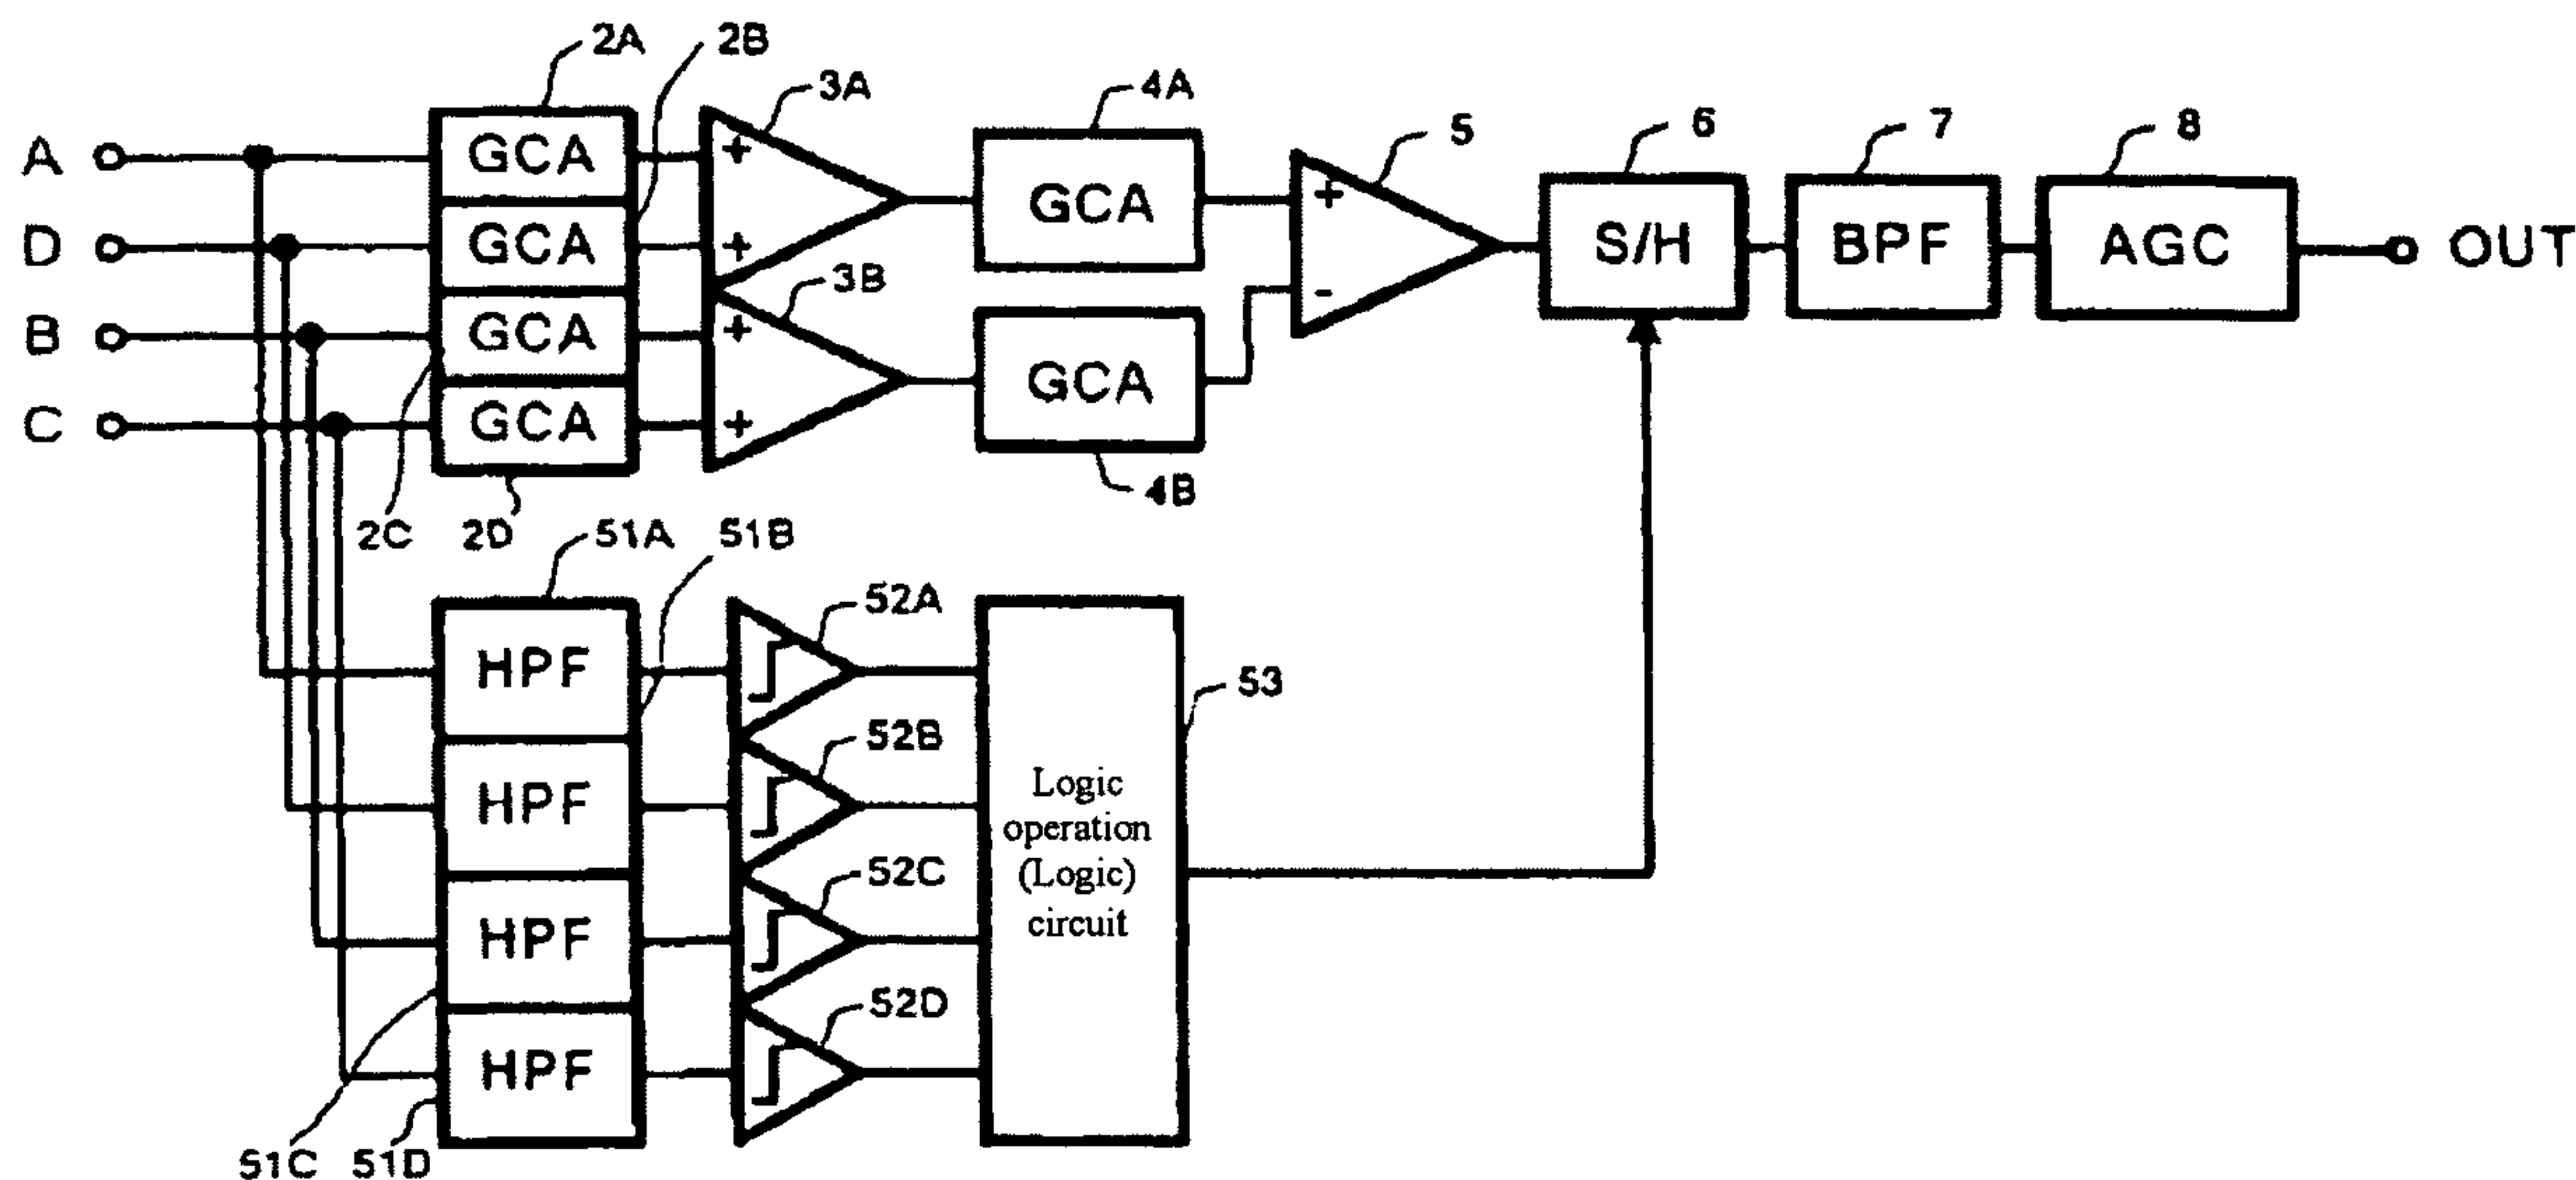 2A 2B
3A 4A
5 6 7 8
A GCA +
D GCA + GCA + S/H BPF AGC OUT
3B
B GCA + GCA -
C GCA +
4B
2C 2D 51A 51B
52A
HPF
53
52B
HPF
Logic
operation
(Logic)
circuit
52C
HPF
52D
HPF
51C 51D